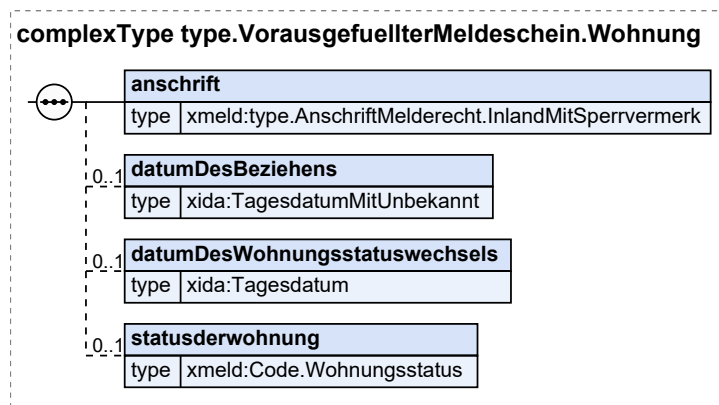 complexType type.VorausgefuellterMeldeschein.Wohnung
anschrift
type xmeld:type.AnschriftMelderecht.InlandMitSperrvermerk
0..1 datumDesBeziehens
type xida:TagesdatumMitUnbekannt
0..1 datumDesWohnungsstatuswechsels
type xida:Tagesdatum
0..1 statusderwohnung
type xmeld:Code.Wohnungsstatus